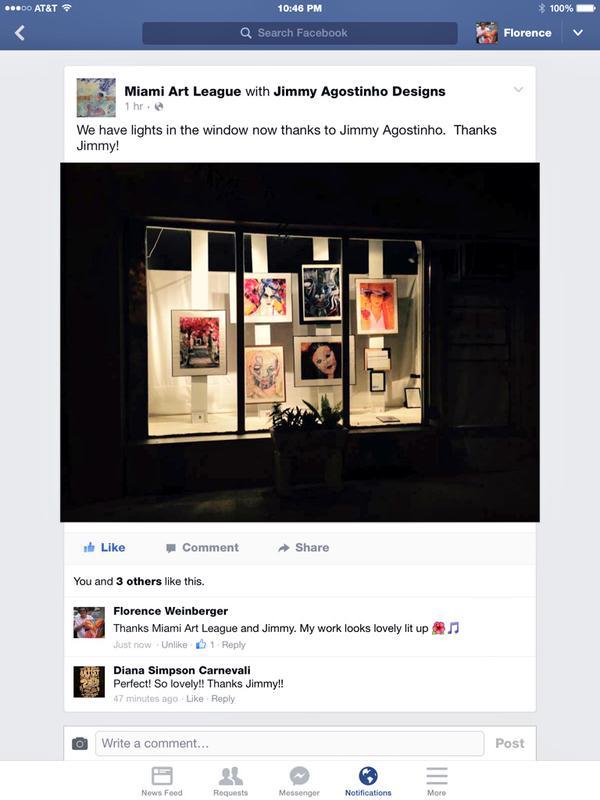 AT&T 10:46 PM 100%
Search Facebook Florence
Miami Art League with Jimmy Agostinho Designs
1 hr ·
We have lights in the window now thanks to Jimmy Agostinho. Thanks
Jimmy!
Like Comment Share
You and 3 others like this.
Florence Weinberger
Thanks Miami Art League and Jimmy. My work looks lovely lit up 🌺🎵
Just now · Unlike · 1 · Reply
Diana Simpson Carnevali
Perfect! So lovely!! Thanks Jimmy!!
47 minutes ago · Like · Reply
Write a comment… Post
News Feed Requests Messenger Notifications More